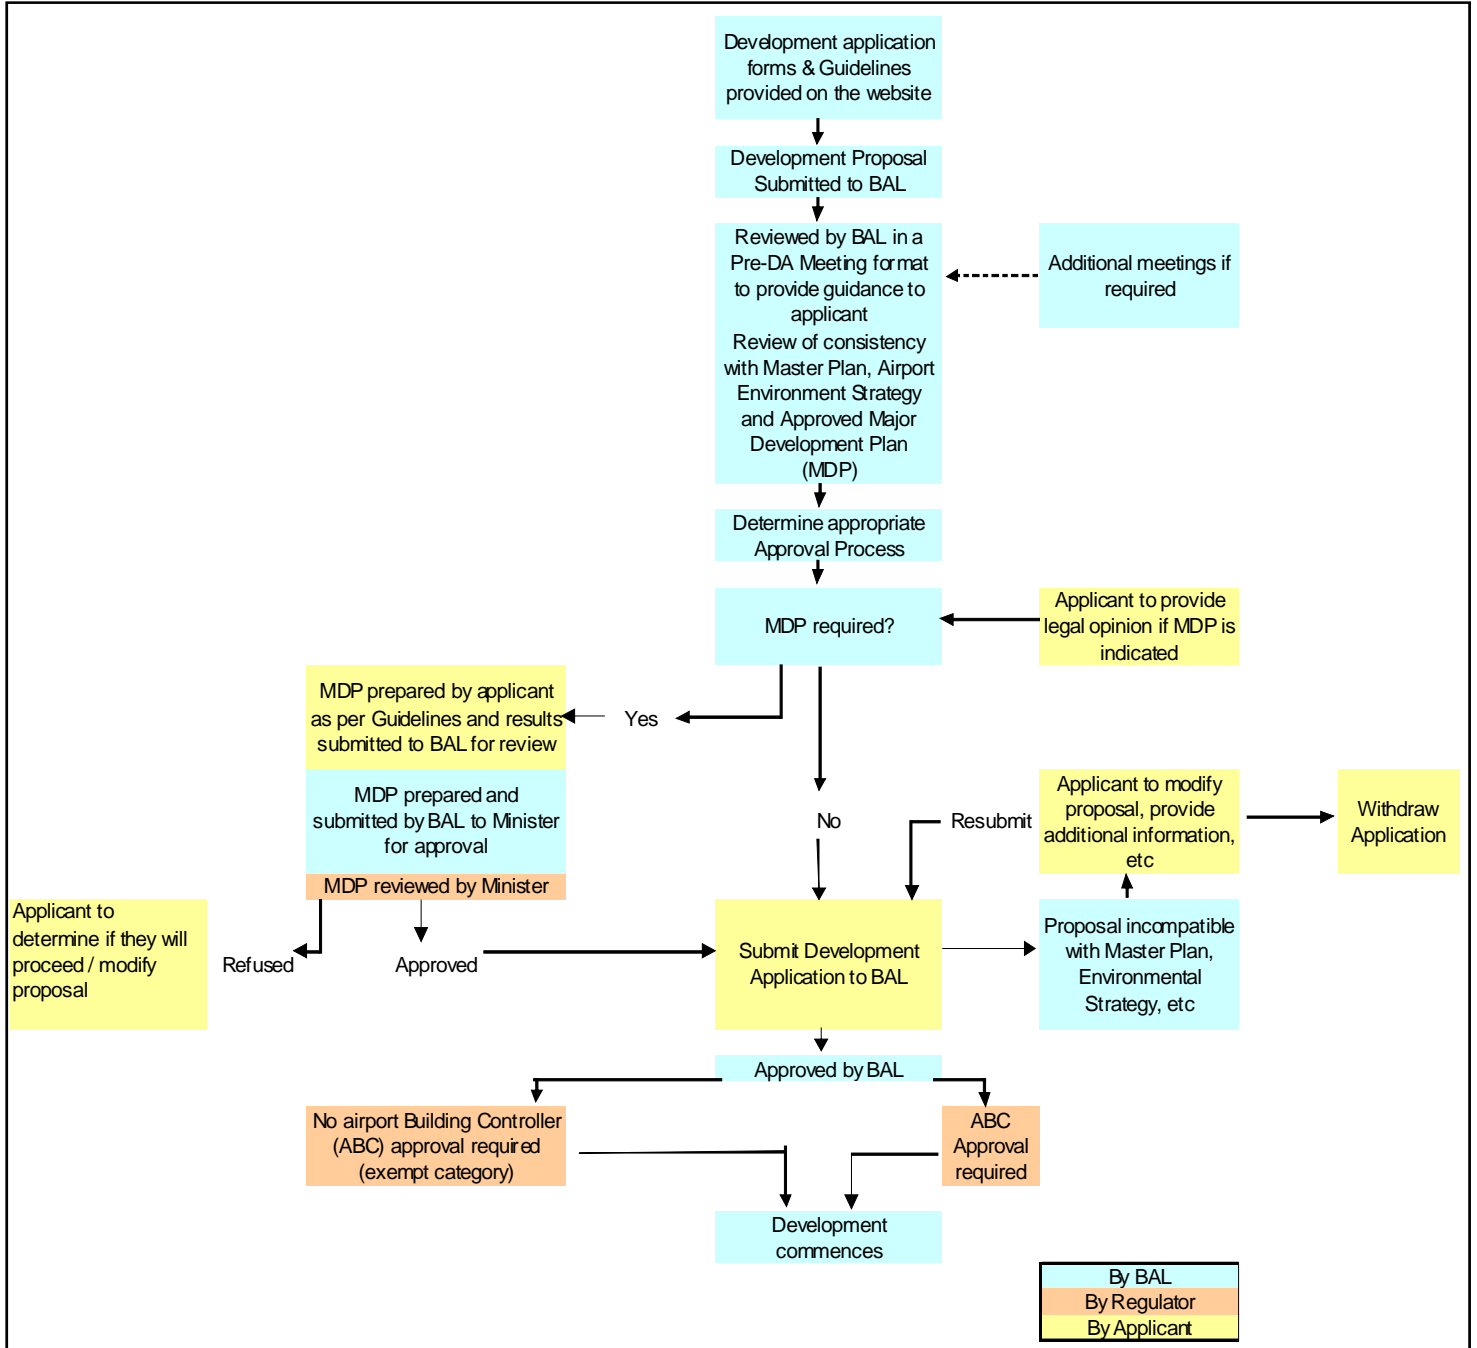 Development application
forms & Guidelines
provided on the website
Development Proposal
Submitted to BAL
Reviewed by BAL in a
Pre-DA Meeting format
to provide guidance to
applicant
Review of consistency
with Master Plan, Airport
Environment Strategy
and Approved Major
Development Plan
(MDP)
Additional meetings if
required
Determine appropriate
Approval Process
MDP required?
Applicant to provide
legal opinion if MDP is
indicated
MDP prepared by applicant
as per Guidelines and results
submitted to BAL for review
Yes
MDP prepared and
submitted by BAL to Minister
for approval
MDP reviewed by Minister
No
Resubmit
Applicant to modify
proposal, provide
additional information,
etc
Withdraw
Application
Applicant to
determine if they will
proceed / modify
proposal
Refused
Approved
Submit Development
Application to BAL
Proposal incompatible
with Master Plan,
Environmental
Strategy, etc
Approved by BAL
No airport Building Controller
(ABC) approval required
(exempt category)
ABC
Approval
required
Development
commences
By BAL
By Regulator
By Applicant